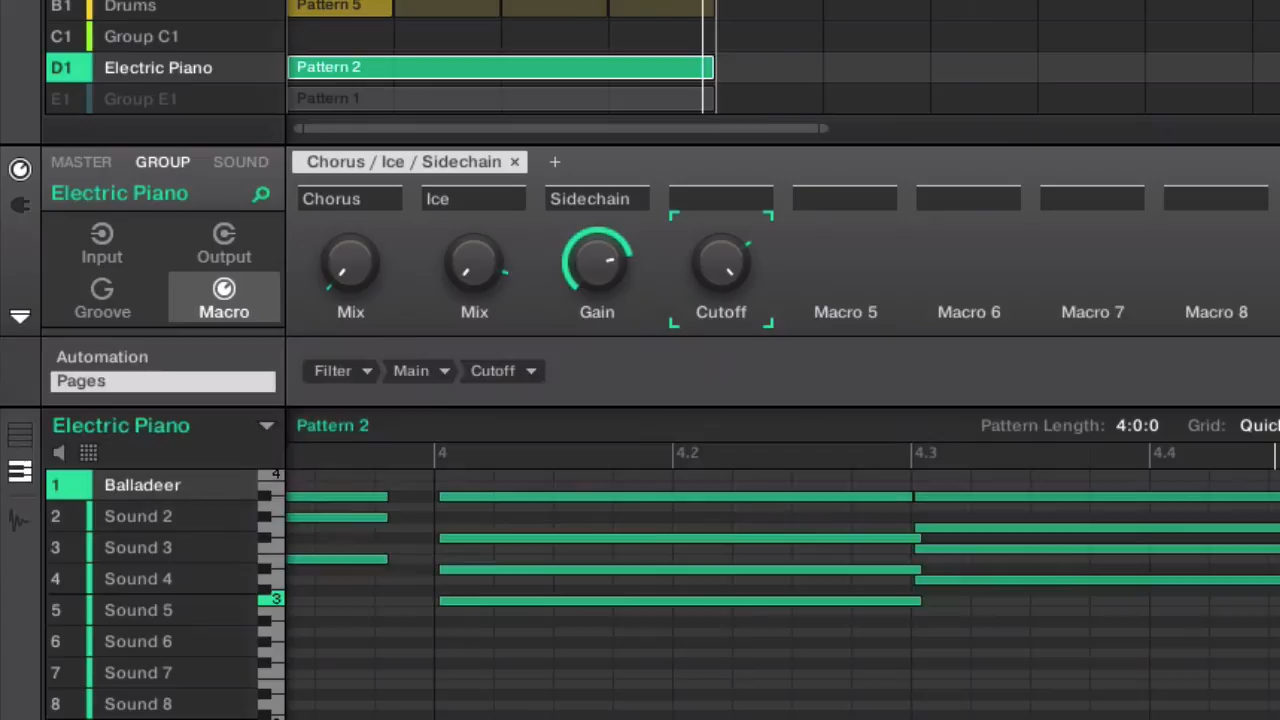 B1 Drums Pattern 5
C1 Group C1
D1 Electric Piano Pattern 2
E1 Group E1 Pattern 1
MASTER GROUP SOUND Chorus / Ice / Sidechain × +
Electric Piano Chorus Ice Sidechain
Input Output
Groove Macro Mix Mix Gain Cutoff Macro 5 Macro 6 Macro 7 Macro 8
Automation
Pages Filter Main Cutoff
Electric Piano Pattern 2 Pattern Length: 4:0:0 Grid: Quic
4 4.2 4.3 4.4
4
1 Balladeer
2 Sound 2
3 Sound 3
4 Sound 4
3
5 Sound 5
6 Sound 6
7 Sound 7
8 Sound 8